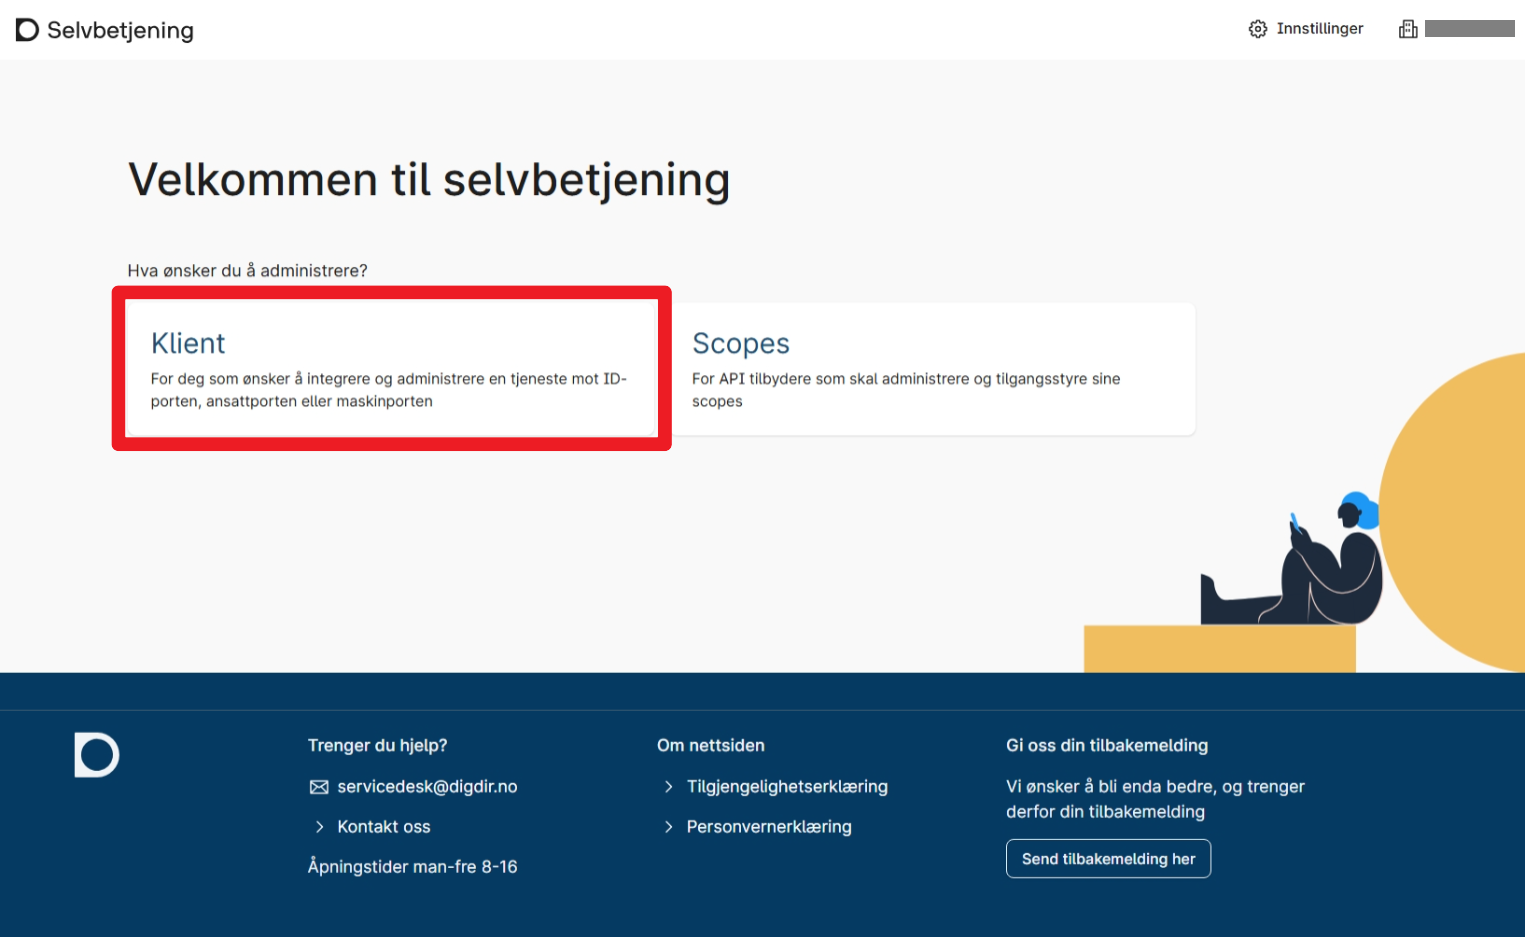 Selvbetjening
Innstillinger
Velkommen til selvbetjening
Hva ønsker du å administrere?
Klient
For deg som ønsker å integrere og administrere en tjeneste mot ID-
porten, ansattporten eller maskinporten
Scopes
For API tilbydere som skal administrere og tilgangsstyre sine
scopes
Trenger du hjelp?
servicedesk@digdir.no
Kontakt oss
Åpningstider man-fre 8-16
Om nettsiden
Tilgjengelighetserklæring
Personvernerklæring
Gi oss din tilbakemelding
Vi ønsker å bli enda bedre, og trenger
derfor din tilbakemelding
Send tilbakemelding her